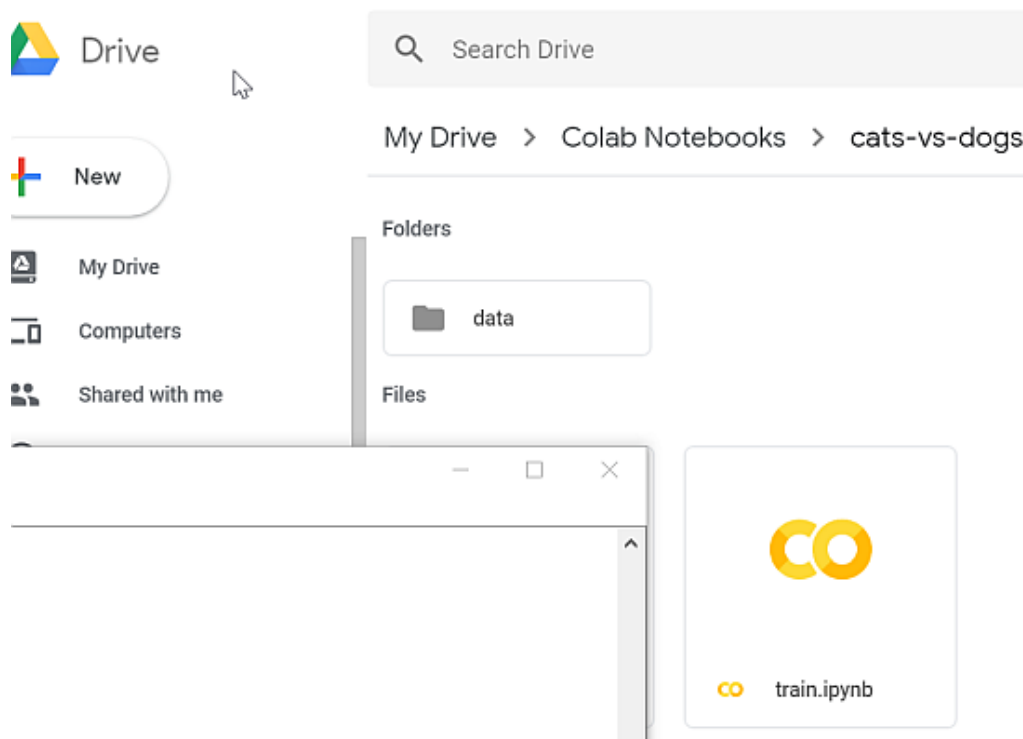 Drive
Search Drive
My Drive > Colab Notebooks > cats-vs-dogs
New
My Drive
Computers
Shared with me
Folders
data
Files
CO
train.ipynb